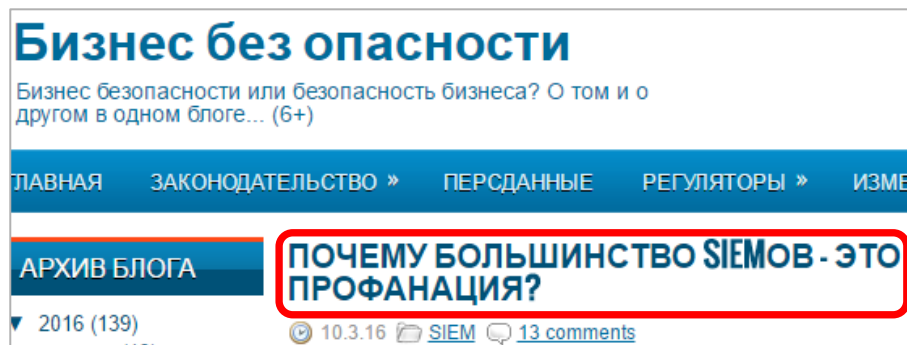 Бизнес без опасности
Бизнес безопасности или безопасность бизнеса? О том и о
другом в одном блоге... (6+)
ГЛАВНАЯ ЗАКОНОДАТЕЛЬСТВО » ПЕРСДАННЫЕ РЕГУЛЯТОРЫ » ИЗМЕ
АРХИВ БЛОГА
ПОЧЕМУ БОЛЬШИНСТВО SIEMОВ - ЭТО
ПРОФАНАЦИЯ?
▼ 2016 (139)
10.3.16 SIEM 13 comments